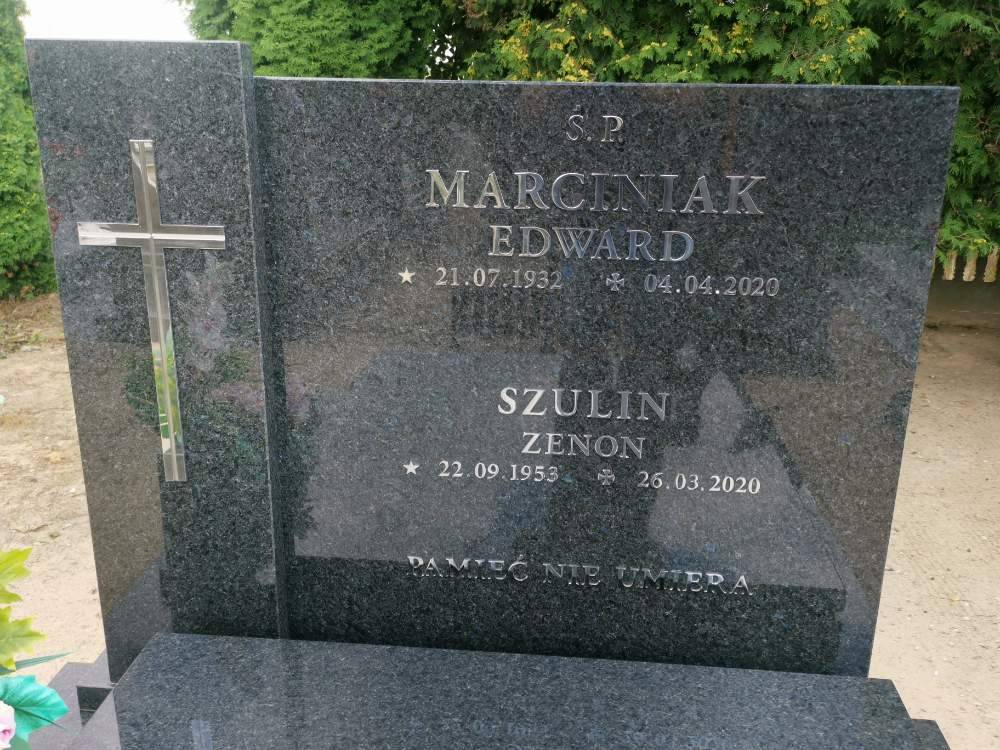 Ś. P.
MARCINIAK
EDWARD
★ 21.07.1932 ✠ 04.04.2020
SZULIN
ZENON
★ 22.09.1953 ✠ 26.03.2020
PAMIĘĆ NIE UMIERA